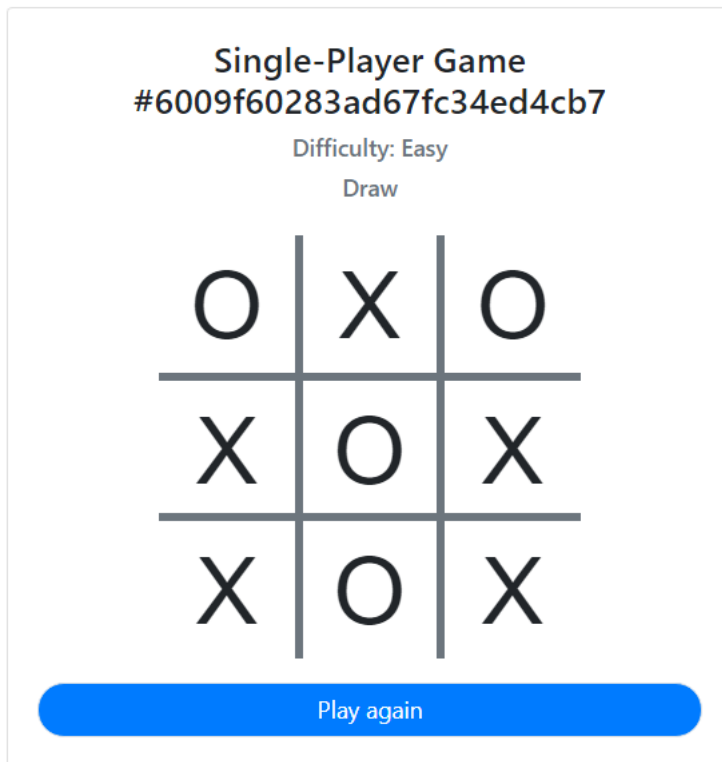 Single-Player Game
#6009f60283ad67fc34ed4cb7
Difficulty: Easy
Draw
O X O
X O X
X O X
Play again